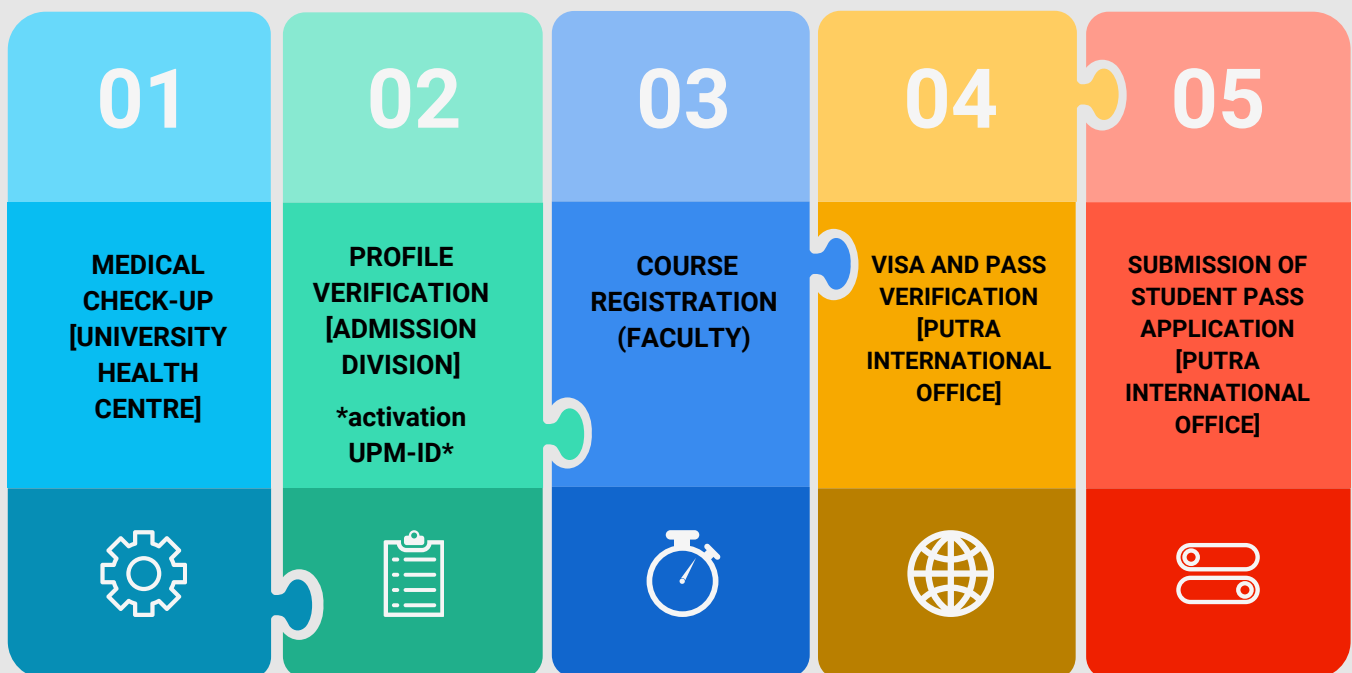 01
MEDICAL
CHECK-UP
[UNIVERSITY
HEALTH
CENTRE]
02
PROFILE
VERIFICATION
[ADMISSION
DIVISION]
*activation
UPM-ID*
03
COURSE
REGISTRATION
(FACULTY)
04
VISA AND PASS
VERIFICATION
[PUTRA
INTERNATIONAL
OFFICE]
05
SUBMISSION OF
STUDENT PASS
APPLICATION
[PUTRA
INTERNATIONAL
OFFICE]